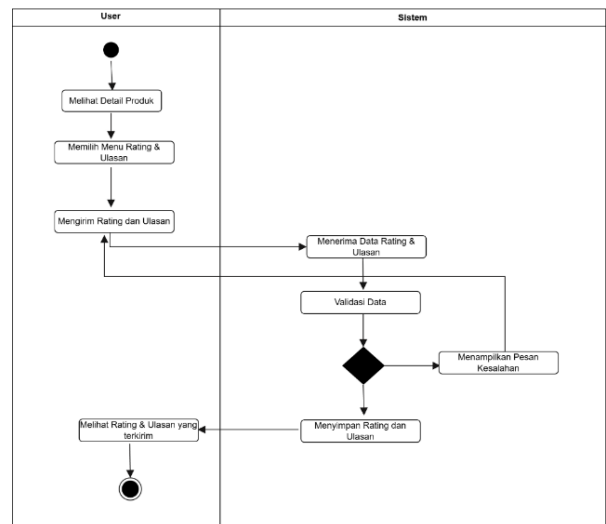 User
Sistem
Melihat Detail Produk
Memilih Menu Rating &
Ulasan
Mengirim Rating dan Ulasan
Menerima Data Rating &
Ulasan
Validasi Data
Menampilkan Pesan
Kesalahan
Menyimpan Rating dan
Ulasan
Melihat Rating & Ulasan yang
terkirim